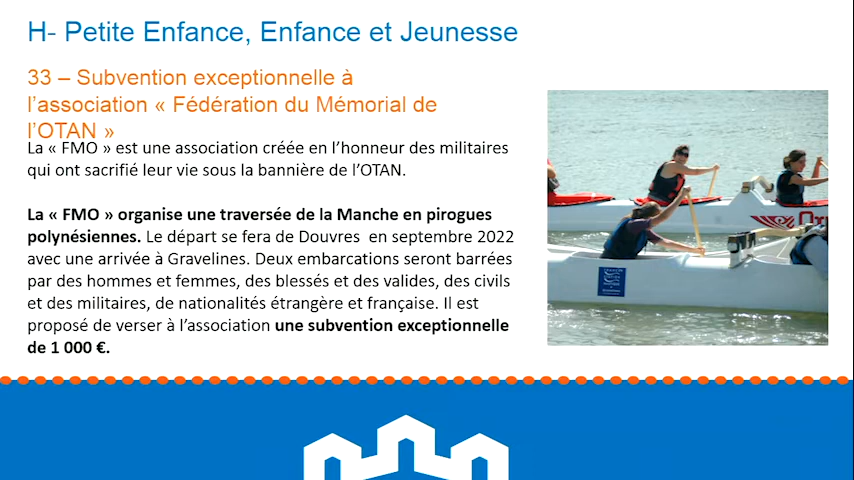 H- Petite Enfance, Enfance et Jeunesse
33 – Subvention exceptionnelle à
l'association « Fédération du Mémorial de
l'OTAN »
La « FMO » est une association créée en l'honneur des militaires
qui ont sacrifié leur vie sous la bannière de l'OTAN.
La « FMO » organise une traversée de la Manche en pirogues
polynésiennes. Le départ se fera de Douvres  en septembre 2022
avec une arrivée à Gravelines. Deux embarcations seront barrées
par des hommes et femmes, des blessés et des valides, des civils
et des militaires, de nationalités étrangère et française. Il est
proposé de verser à l'association une subvention exceptionnelle
de 1 000 €.